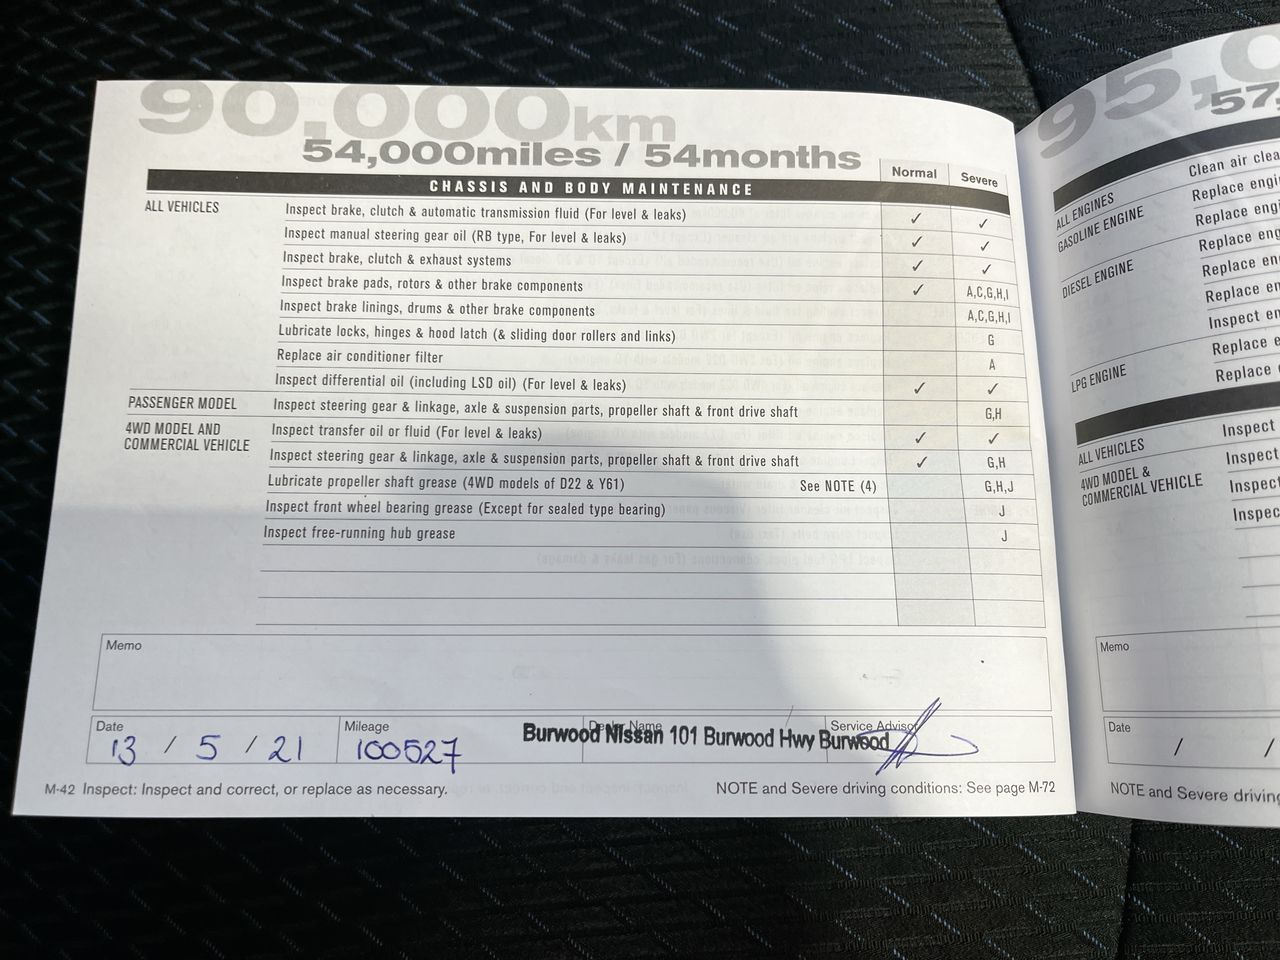 90,000km
54,000miles / 54months
Normal Severe
CHASSIS AND BODY MAINTENANCE
ALL VEHICLES Inspect brake, clutch & automatic transmission fluid (For level & leaks) ✓ ✓
Inspect manual steering gear oil (RB type, For level & leaks) ✓ ✓
Inspect brake, clutch & exhaust systems ✓ ✓
Inspect brake pads, rotors & other brake components ✓ A,C,G,H,I
Inspect brake linings, drums & other brake components A,C,G,H,I
Lubricate locks, hinges & hood latch (& sliding door rollers and links) G
Replace air conditioner filter A
Inspect differential oil (including LSD oil) (For level & leaks) ✓ ✓
PASSENGER MODEL Inspect steering gear & linkage, axle & suspension parts, propeller shaft & front drive shaft G,H
4WD MODEL AND COMMERCIAL VEHICLE Inspect transfer oil or fluid (For level & leaks) ✓ ✓
Inspect steering gear & linkage, axle & suspension parts, propeller shaft & front drive shaft ✓ G,H
Lubricate propeller shaft grease (4WD models of D22 & Y61) See NOTE (4) G,H,J
Inspect front wheel bearing grease (Except for sealed type bearing) J
Inspect free-running hub grease J
Memo
Date Mileage Dealer Name Service Advisor
13 / 5 / 21 100527 Burwood Nissan 101 Burwood Hwy Burwood
M-42 Inspect: Inspect and correct, or replace as necessary. NOTE and Severe driving conditions: See page M-72
95,0
57,
ALL ENGINES Clean air clea
GASOLINE ENGINE Replace engi
Replace engi
DIESEL ENGINE Replace eng
Replace en
Replace en
Inspect en
LPG ENGINE Replace e
Replace
ALL VEHICLES Inspect
4WD MODEL & COMMERCIAL VEHICLE Inspect
Inspect
Inspec
Memo
Date
/ /
NOTE and Severe driving